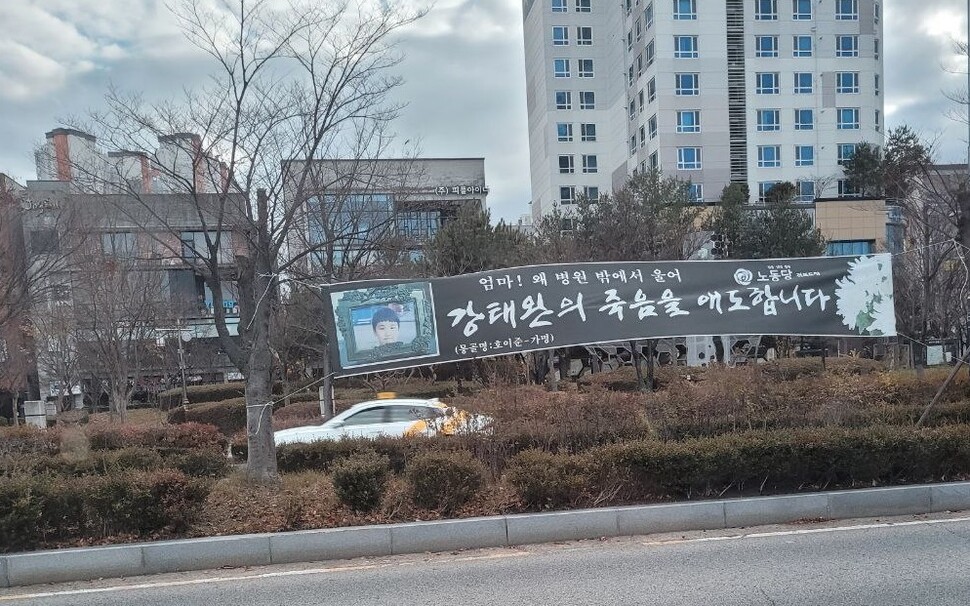 (주) 피플아이
엄마! 왜 병원 밖에서 울어
노동당
강태완의 죽음을 애도합니다
(몽골명:호이준-가명)